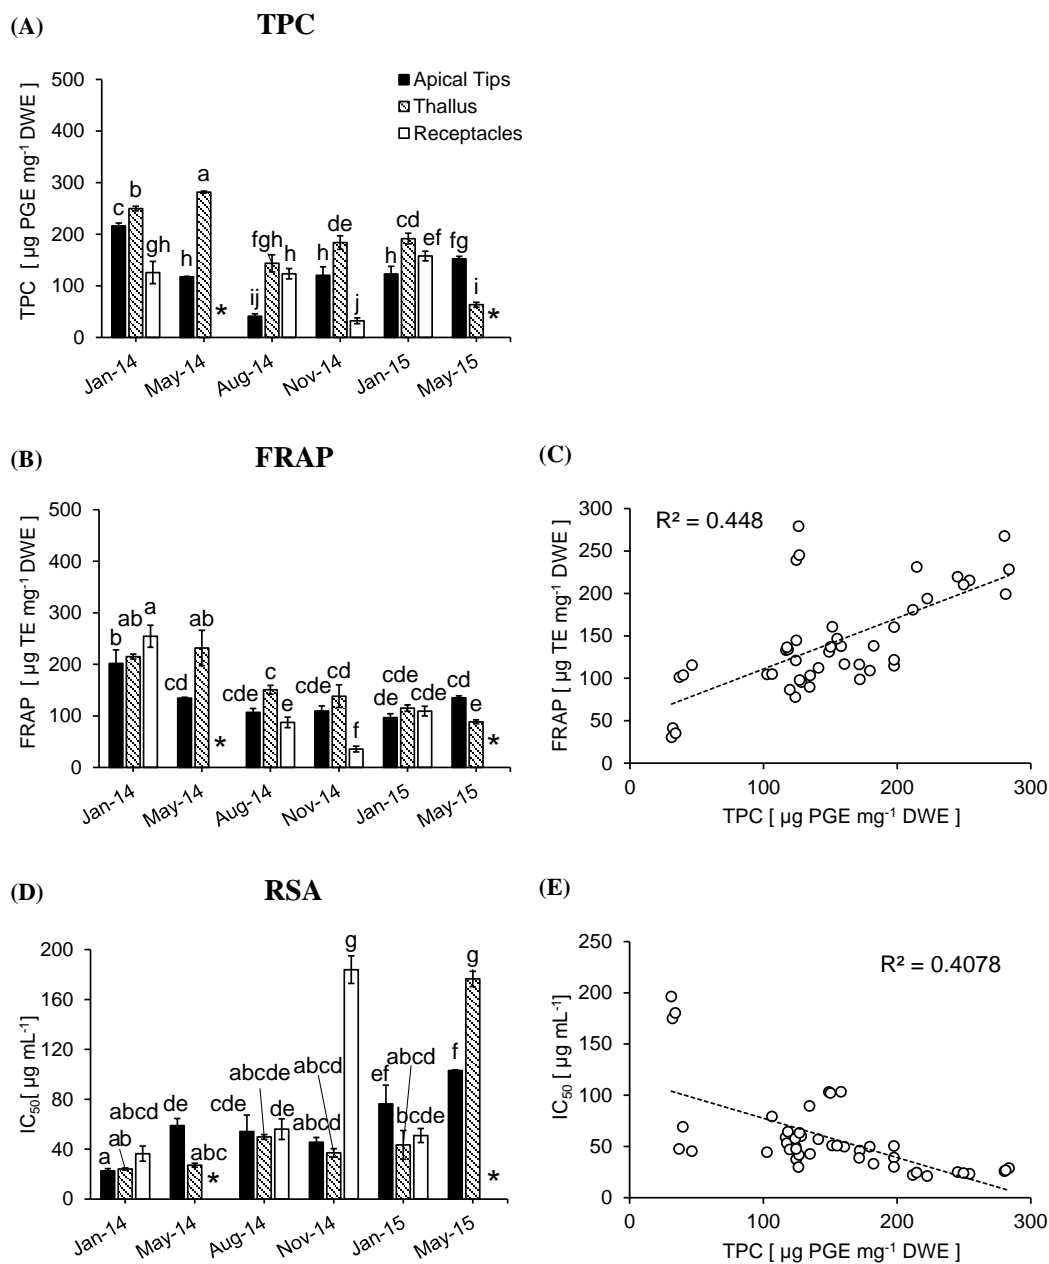 (A) TPC
TPC [ µg PGE mg⁻¹ DWE ]
500
400
300
200
100
0
Apical Tips
Thallus
Receptacles
c b gh h a * ij fgh h h de j h cd ef fg i *
Jan-14 May-14 Aug-14 Nov-14 Jan-15 May-15
(B) FRAP
FRAP [ µg TE mg⁻¹ DWE ]
500
400
300
200
100
0
b ab a cd ab * cde c e cde cd f de cde cde cd e *
Jan-14 May-14 Aug-14 Nov-14 Jan-15 May-15
(C)
R² = 0.448
FRAP [ µg TE mg⁻¹ DWE ]
300
250
200
150
100
50
0
0 100 200 300
TPC [ µg PGE mg⁻¹ DWE ]
(D) RSA
IC₅₀[ µg mL⁻¹]
200
160
120
80
40
0
a ab abcd de abc * cde abcde de abcd abcd g ef abcd bcde f g *
Jan-14 May-14 Aug-14 Nov-14 Jan-15 May-15
(E)
R² = 0.4078
IC₅₀ [ µg mL⁻¹]
250
200
150
100
50
0
0 100 200 300
TPC [ µg PGE mg⁻¹ DWE ]